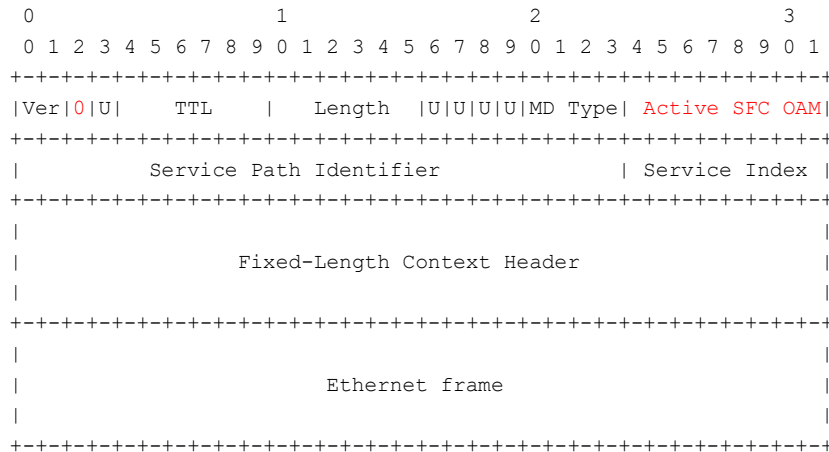 0                   1                   2                   3
 0 1 2 3 4 5 6 7 8 9 0 1 2 3 4 5 6 7 8 9 0 1 2 3 4 5 6 7 8 9 0 1
+-+-+-+-+-+-+-+-+-+-+-+-+-+-+-+-+-+-+-+-+-+-+-+-+-+-+-+-+-+-+-+-+
|Ver|0|U|    TTL    |   Length  |U|U|U|U|MD Type| Active SFC OAM|
+-+-+-+-+-+-+-+-+-+-+-+-+-+-+-+-+-+-+-+-+-+-+-+-+-+-+-+-+-+-+-+-+
|          Service Path Identifier              | Service Index |
+-+-+-+-+-+-+-+-+-+-+-+-+-+-+-+-+-+-+-+-+-+-+-+-+-+-+-+-+-+-+-+-+
|                                                               |
|                 Fixed-Length Context Header                   |
|                                                               |
+-+-+-+-+-+-+-+-+-+-+-+-+-+-+-+-+-+-+-+-+-+-+-+-+-+-+-+-+-+-+-+-+
|                                                               |
|                        Ethernet frame                         |
|                                                               |
+-+-+-+-+-+-+-+-+-+-+-+-+-+-+-+-+-+-+-+-+-+-+-+-+-+-+-+-+-+-+-+-+